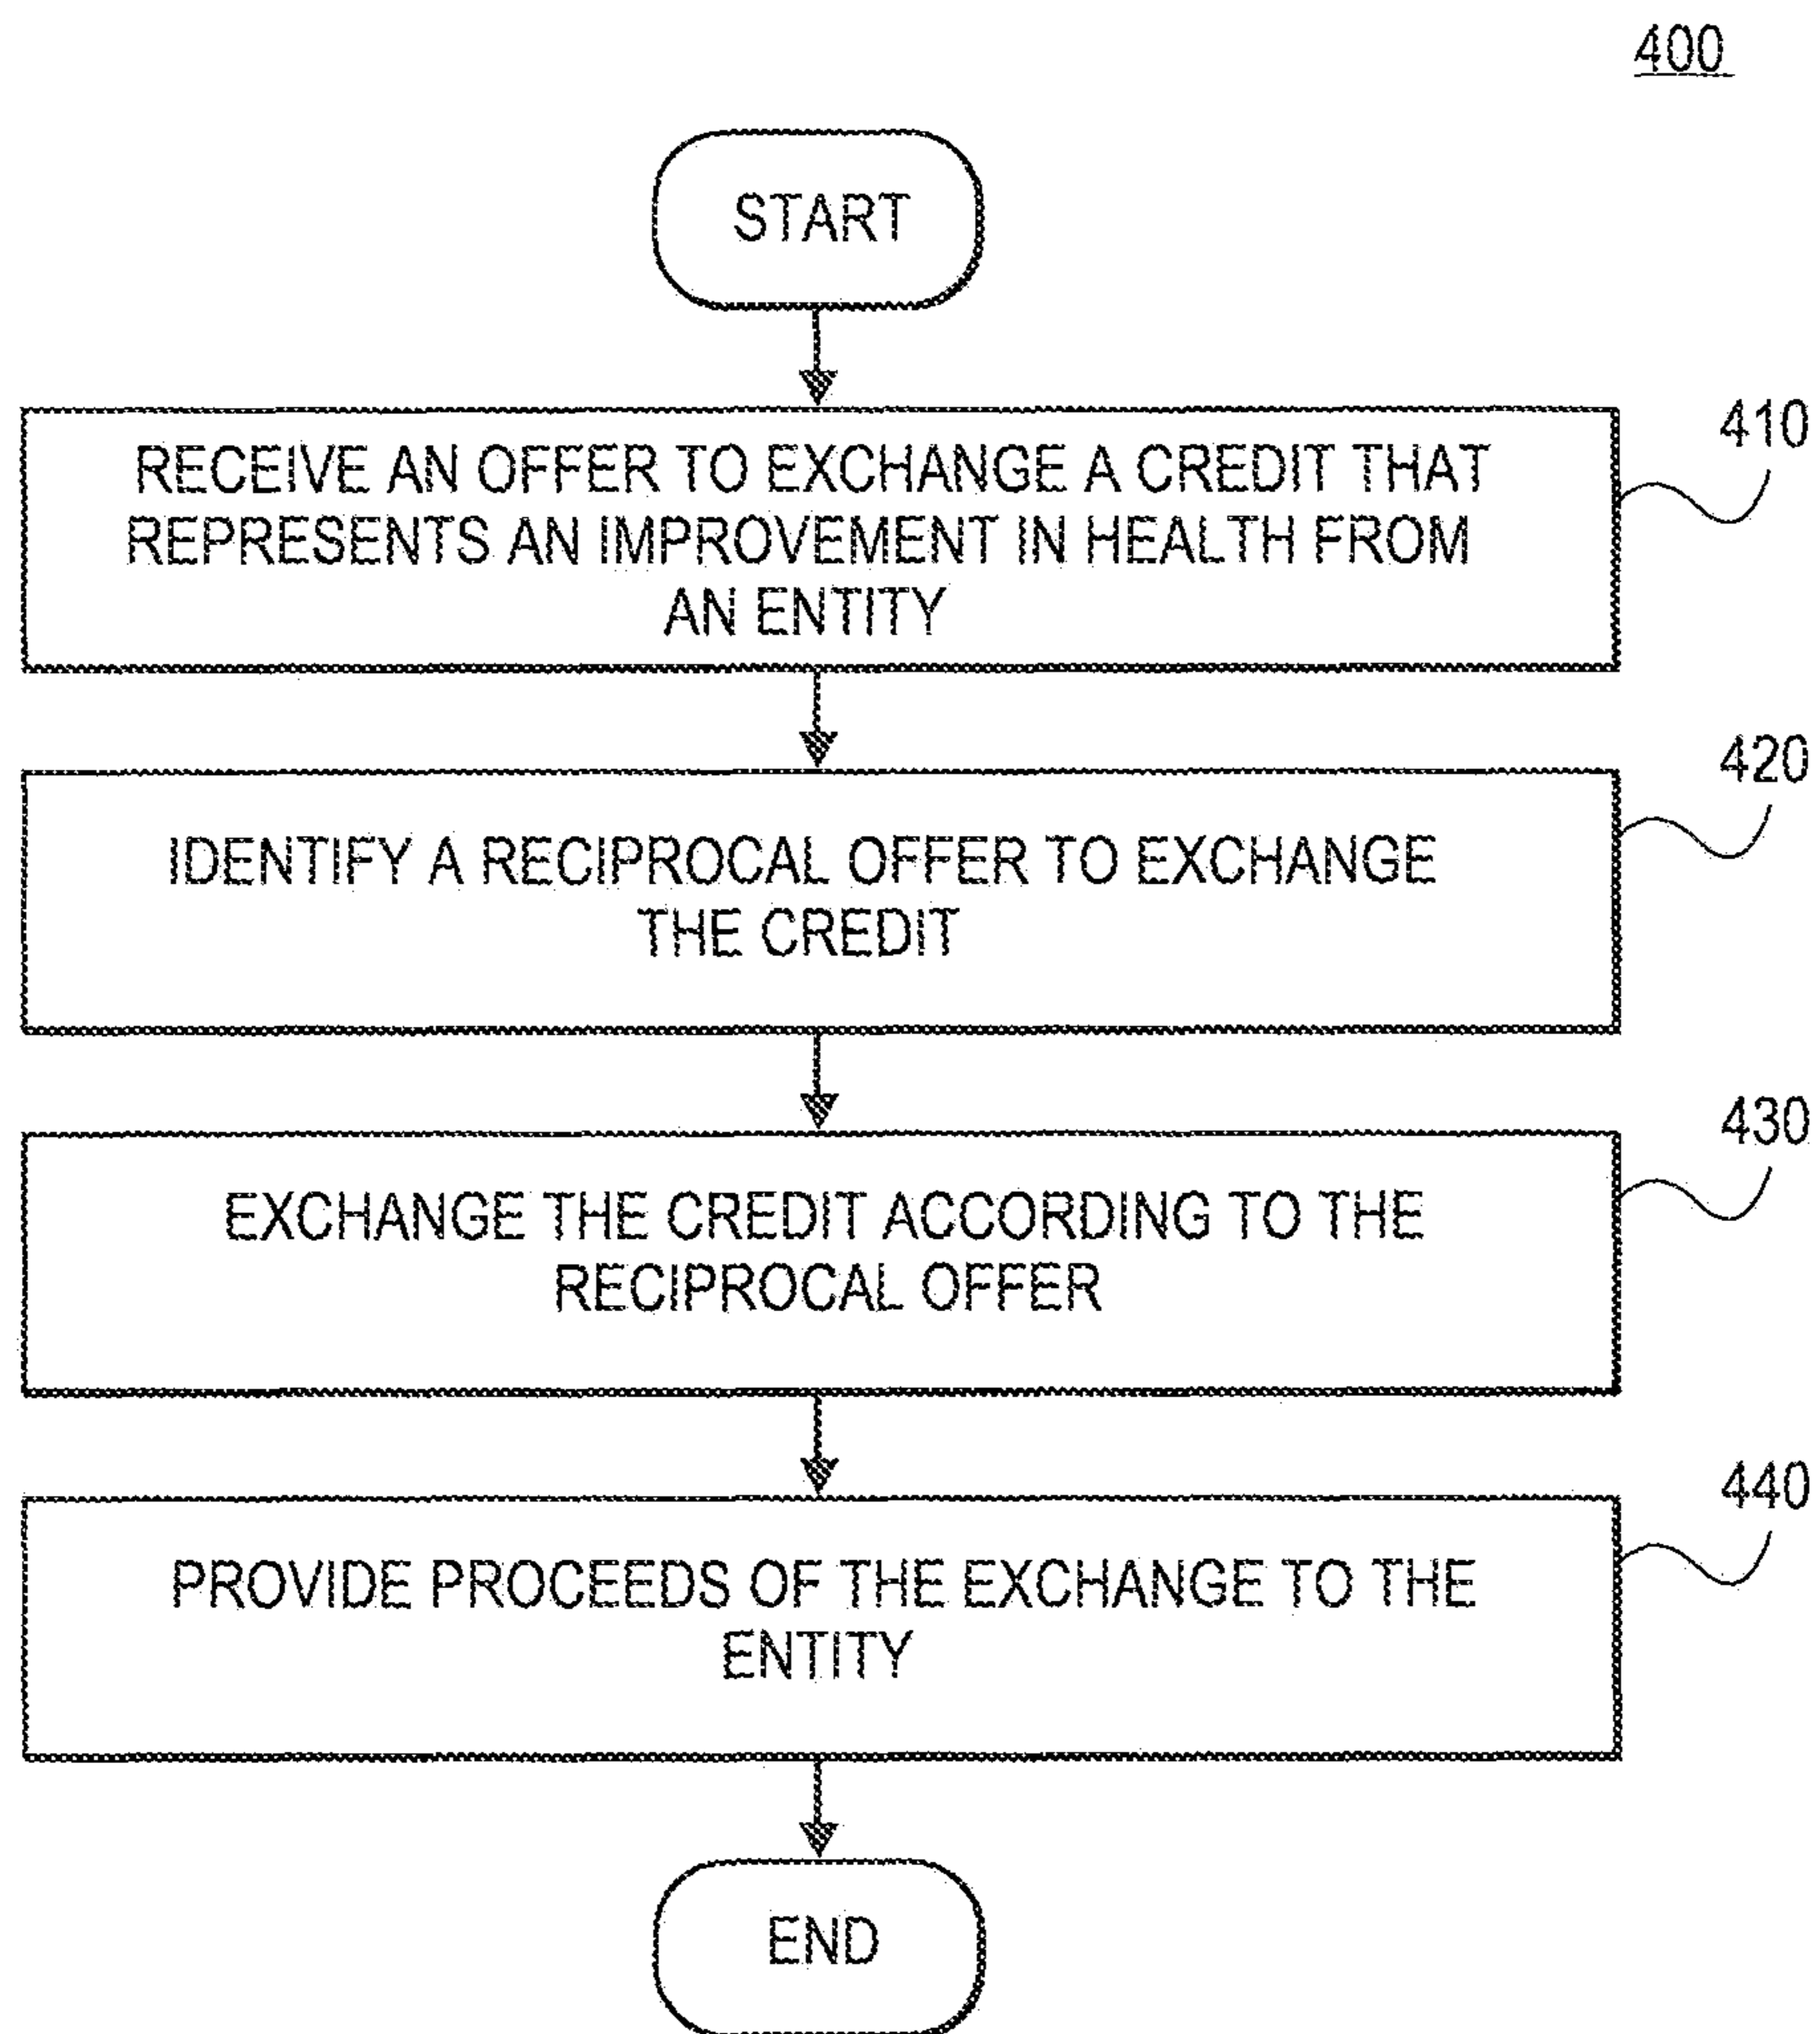 400
START
RECEIVE AN OFFER TO EXCHANGE A CREDIT THAT
REPRESENTS AN IMPROVEMENT IN HEALTH FROM
AN ENTITY
410
IDENTIFY A RECIPROCAL OFFER TO EXCHANGE
THE CREDIT
420
EXCHANGE THE CREDIT ACCORDING TO THE
RECIPROCAL OFFER
430
PROVIDE PROCEEDS OF THE EXCHANGE TO THE
ENTITY
440
END